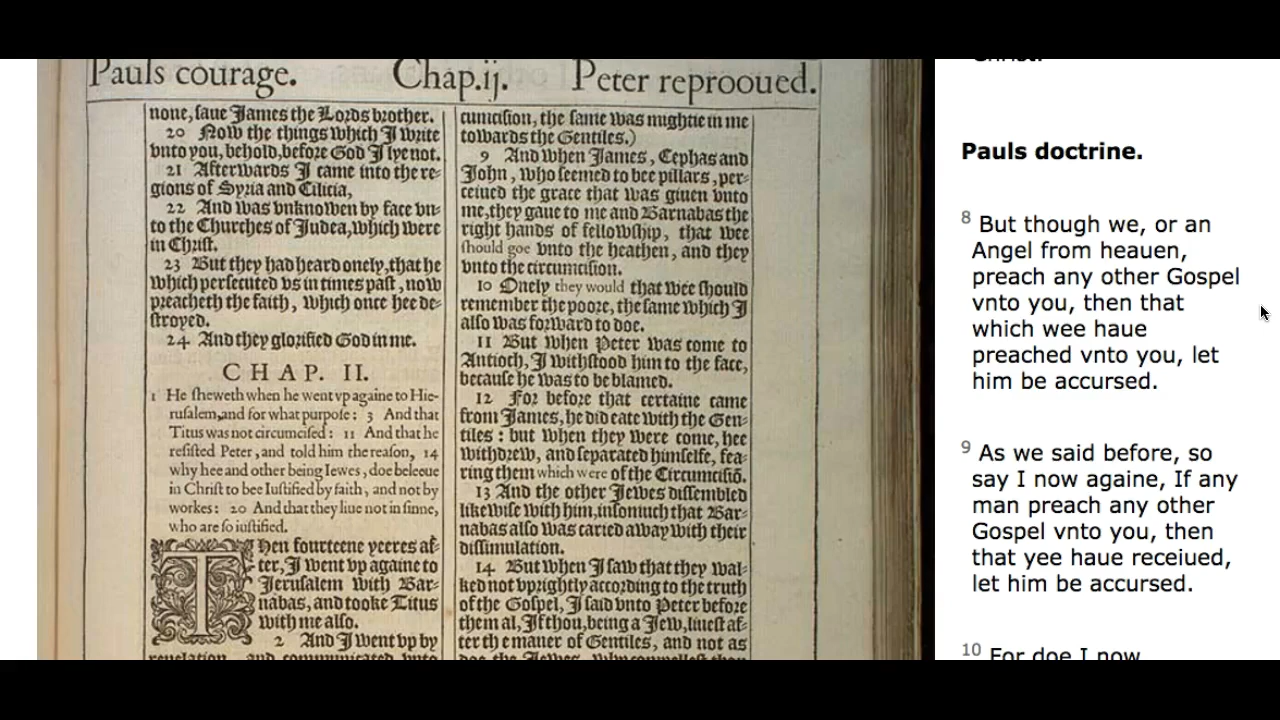 Pauls courage. Chap.ij. Peter reprooued.
none, saue Iames the Lords brother.
20 Now the things which I write
vnto you, behold, before God I lye not.
21 Afterwards I came into the re-
gions of Syria and Cilicia,
22 And was vnknowen by face vn-
to the Churches of Iudea, which were
in Christ.
23 But they had heard onely, that he
which persecuted vs in times past, now
preacheth the faith, which once hee de-
stroyed.
24 And they glorified God in me.
CHAP. II.
1 He sheweth when he went vp againe to Hie-
rusalem, and for what purpose: 3 And that
Titus was not circumcised: 11 And that he
resisted Peter, and told him the reason, 14
why hee and other being Iewes, doe beleeue
in Christ to bee Iustified by faith, and not by
workes: 20 And that they liue not in sinne,
who are so iustified.
Then fourteene yeeres af-
ter, I went vp againe to
Ierusalem with Bar-
nabas, and tooke Titus
with me also.
2 And I went vp by
reuelation, and communicated vnto
cumcision, the same was mightie in me
towards the Gentiles.)
9 And when Iames, Cephas and
Iohn, who seemed to bee pillars, per-
ceiued the grace that was giuen vnto
me, they gaue to me and Barnabas the
right hands of fellowship, that wee
should goe vnto the heathen, and they
vnto the circumcision.
10 Onely they would that wee should
remember the poore, the same which I
also was forward to doe.
11 But when Peter was come to
Antioch, I withstood him to the face,
because he was to be blamed.
12 For before that certaine came
from Iames, he did eate with the Gen-
tiles: but when they were come, hee
withdrew, and separated himselfe, fea-
ring them which were of the Circumcisiõ.
13 And the other Iewes dissembled
likewise with him, insomuch that Bar-
nabas also was caried away with their
dissimulation.
14 But when I saw that they wal-
ked not vprightly according to the truth
of the Gospel, I said vnto Peter before
them al, If thou, being a Iew, liuest af-
ter the maner of Gentiles, and not as
doe the Iewes, why compellest thou
Christ.
Pauls doctrine.
8 But though we, or an
Angel from heauen,
preach any other Gospel
vnto you, then that
which wee haue
preached vnto you, let
him be accursed.
9 As we said before, so
say I now againe, If any
man preach any other
Gospel vnto you, then
that yee haue receiued,
let him be accursed.
10 For doe I now